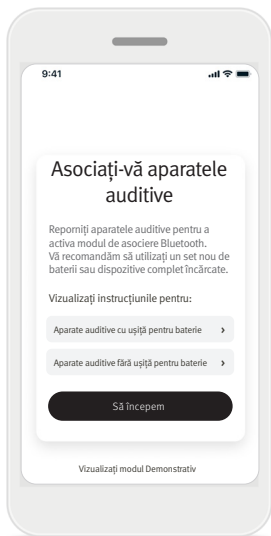 9:41
Asociați-vă aparatele
auditive
Reporniți aparatele auditive pentru a
activa modul de asociere Bluetooth.
Vă recomandăm să utilizați un set nou de
baterii sau dispozitive complet încărcate.
Vizualizați instrucțiunile pentru:
Aparate auditive cu ușiță pentru baterie
Aparate auditive fără ușiță pentru baterie
Să începem
Vizualizați modul Demonstrativ